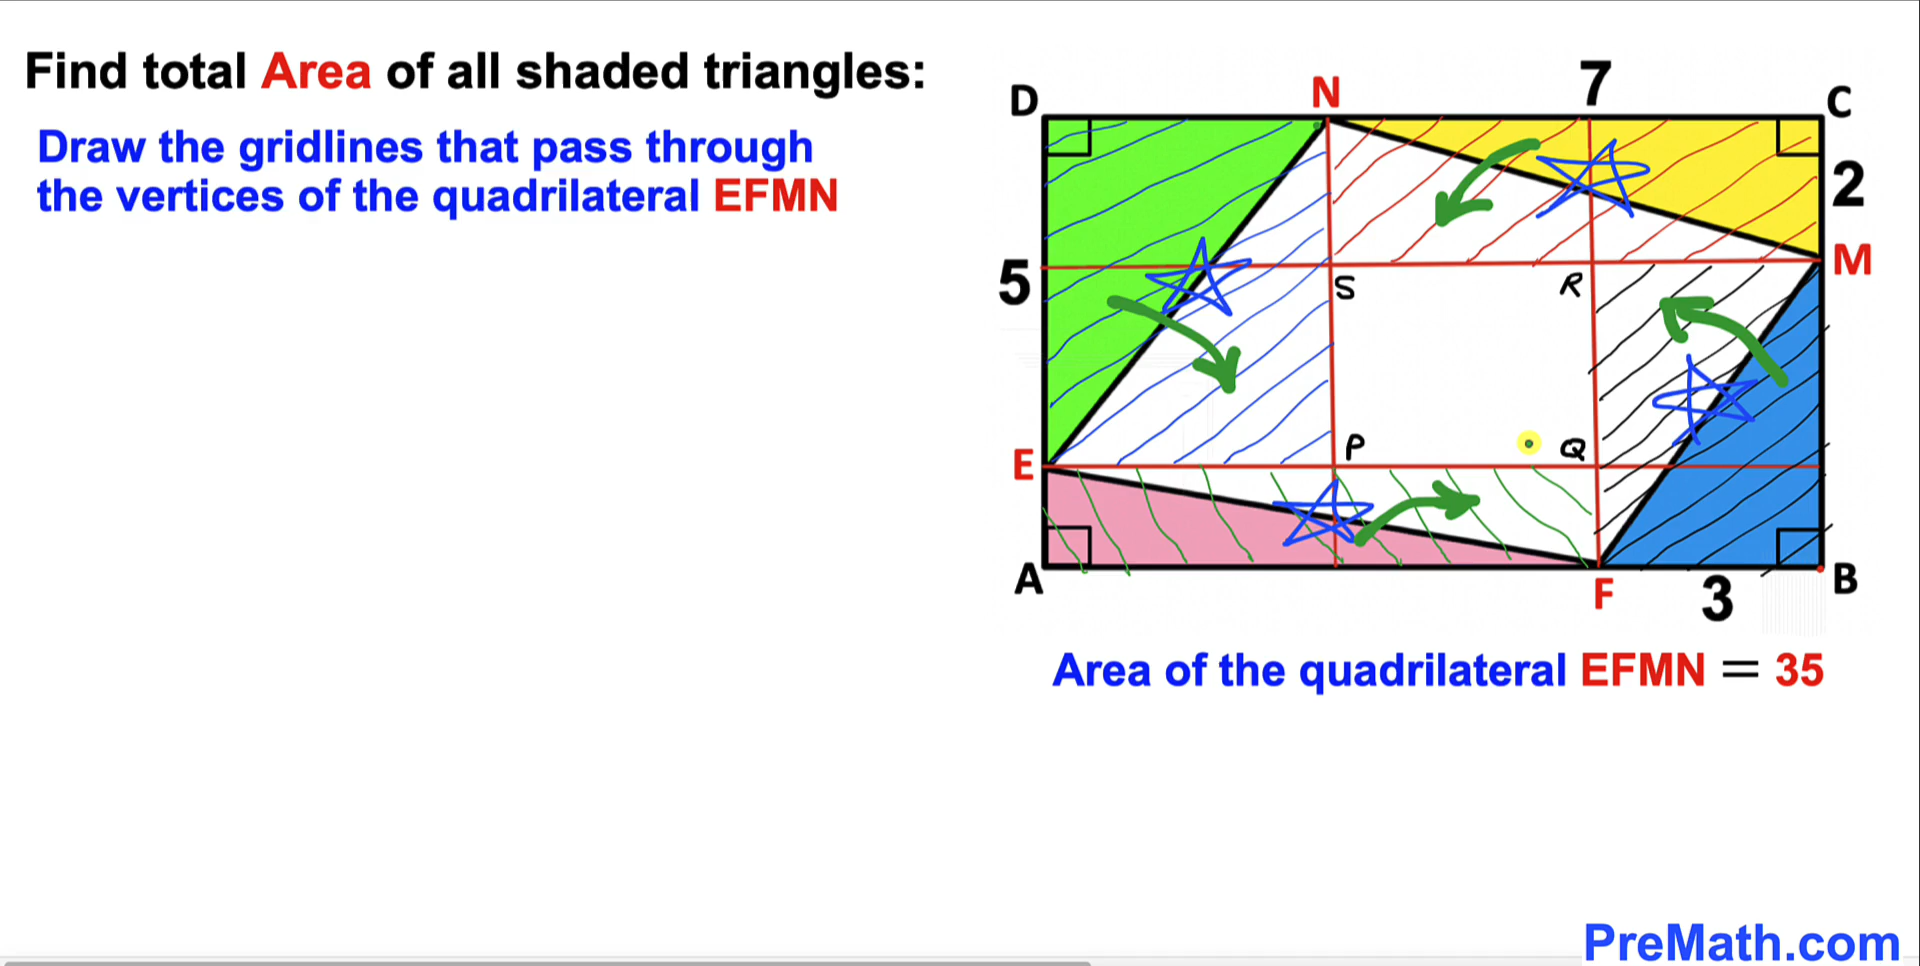 Find total Area of all shaded triangles:
Draw the gridlines that pass through
the vertices of the quadrilateral EFMN
D N 7 C
2
M
5
S R
P Q
E
A F 3 B
Area of the quadrilateral EFMN = 35
PreMath.com